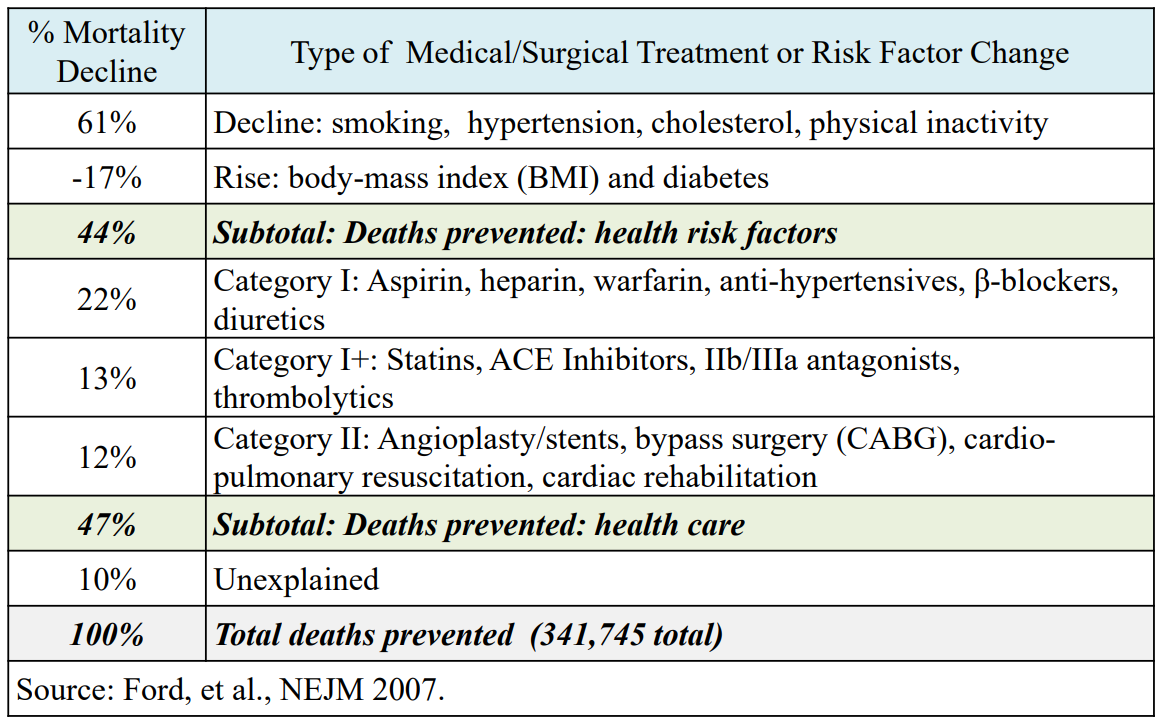 % Mortality
Decline
Type of Medical/Surgical Treatment or Risk Factor Change
61%
Decline: smoking, hypertension, cholesterol, physical inactivity
-17%
Rise: body-mass index (BMI) and diabetes
44%
Subtotal: Deaths prevented: health risk factors
22%
Category I: Aspirin, heparin, warfarin, anti-hypertensives, β-blockers,
diuretics
13%
Category I+: Statins, ACE Inhibitors, IIb/IIIa antagonists,
thrombolytics
12%
Category II: Angioplasty/stents, bypass surgery (CABG), cardio-
pulmonary resuscitation, cardiac rehabilitation
47%
Subtotal: Deaths prevented: health care
10%
Unexplained
100%
Total deaths prevented (341,745 total)
Source: Ford, et al., NEJM 2007.